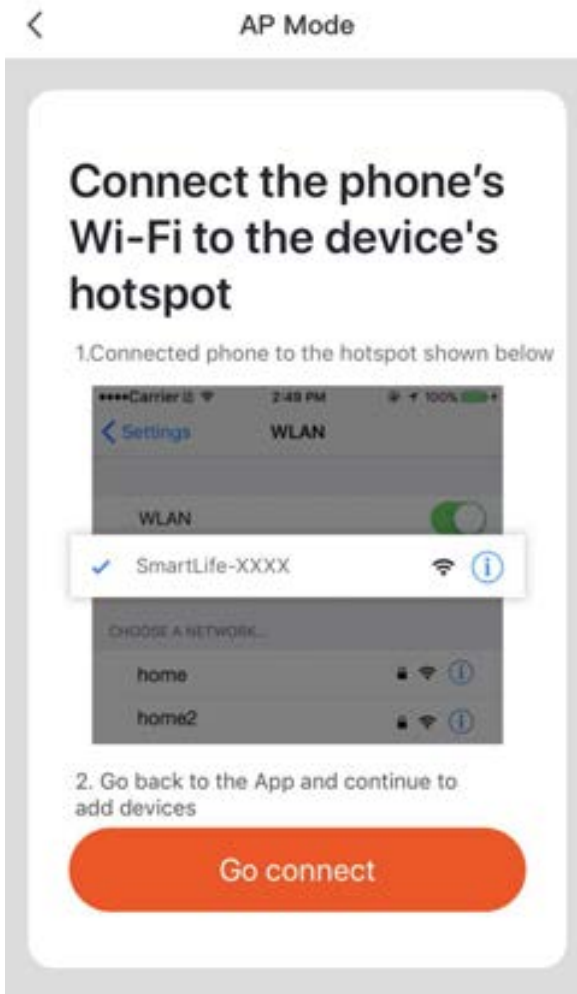 AP Mode
Connect the phone's
Wi-Fi to the device's
hotspot
1.Connected phone to the hotspot shown below
2:49 PM
100%
Settings
WLAN
WLAN
SmartLife-XXXX
CHOOSE A NETWORK...
home
home2
2. Go back to the App and continue to
add devices
Go connect